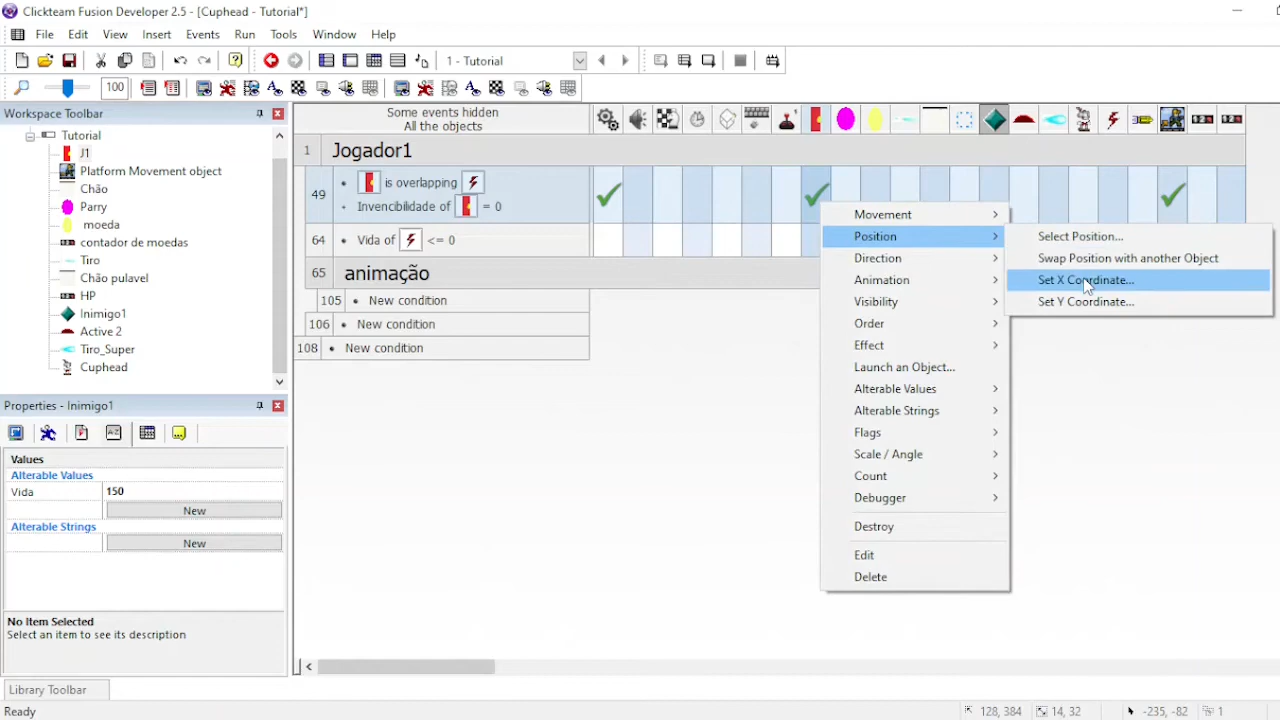 Clickteam Fusion Developer 2.5 - [Cuphead - Tutorial*]
File Edit View Insert Events Run Tools Window Help
1 - Tutorial
100
Workspace Toolbar
Tutorial
J1
Platform Movement object
Chão
Parry
moeda
contador de moedas
Tiro
Chão pulavel
HP
Inimigo1
Active 2
Tiro_Super
Cuphead
Properties - Inimigo1
Values
Alterable Values
Vida 150
New
Alterable Strings
New
No Item Selected
Select an item to see its description
Library Toolbar
Ready
Some events hidden
All the objects
1 Jogador1
49
• is overlapping
• Invencibilidade of = 0
64 • Vida of <= 0
65 animação
105 • New condition
106 • New condition
108 • New condition
Movement
Position
Direction
Animation
Visibility
Order
Effect
Launch an Object...
Alterable Values
Alterable Strings
Flags
Scale / Angle
Count
Debugger
Destroy
Edit
Delete
Select Position...
Swap Position with another Object
Set X Coordinate...
Set Y Coordinate...
128, 384 14, 32 -235, -82 1